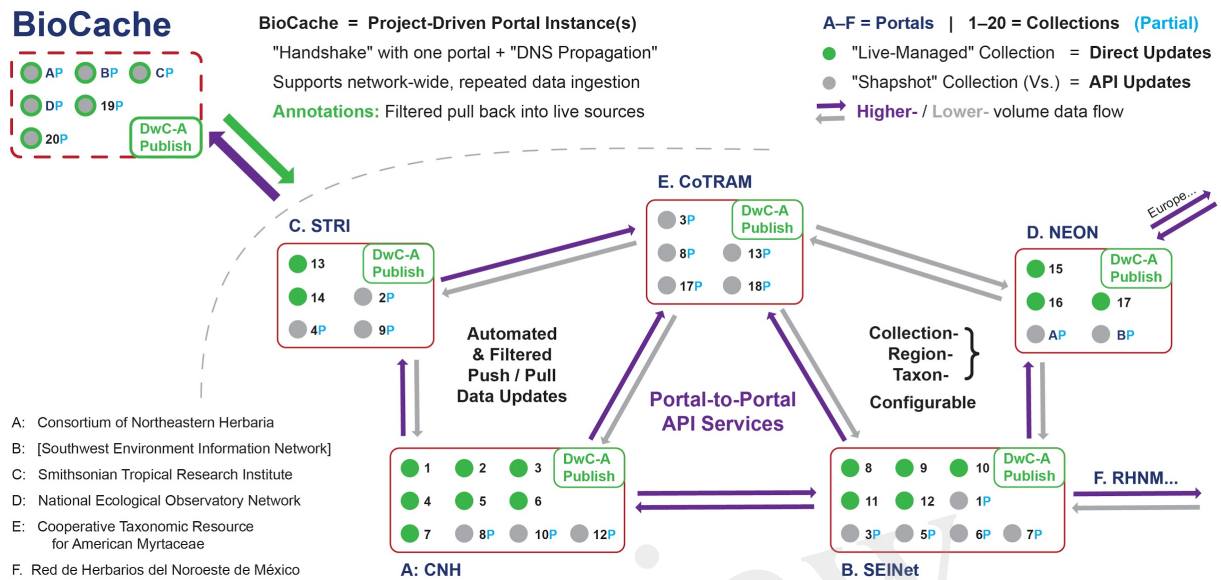 BioCache
AP BP CP
DP 19P
20P
DwC-A
Publish
BioCache = Project-Driven Portal Instance(s)
"Handshake" with one portal + "DNS Propagation"
Supports network-wide, repeated data ingestion
Annotations: Filtered pull back into live sources
A–F = Portals | 1–20 = Collections (Partial)
"Live-Managed" Collection = Direct Updates
"Shapshot" Collection (Vs.) = API Updates
Higher- / Lower- volume data flow
C. STRI
DwC-A
Publish
13
14 2P
4P 9P
E. CoTRAM
DwC-A
Publish
3P
8P 13P
17P 18P
Europe...
D. NEON
DwC-A
Publish
15
16 17
AP BP
Automated
& Filtered
Push / Pull
Data Updates
Portal-to-Portal
API Services
Collection-
Region-
Taxon-
}
Configurable
A: Consortium of Northeastern Herbaria
B: [Southwest Environment Information Network]
C: Smithsonian Tropical Research Institute
D: National Ecological Observatory Network
E: Cooperative Taxonomic Resource
for American Myrtaceae
F. Red de Herbarios del Noroeste de México
DwC-A
Publish
1 2 3
4 5 6
7 8P 10P 12P
A: CNH
DwC-A
Publish
8 9 10
11 12 1P
3P 5P 6P 7P
B. SEINet
F. RHNM...